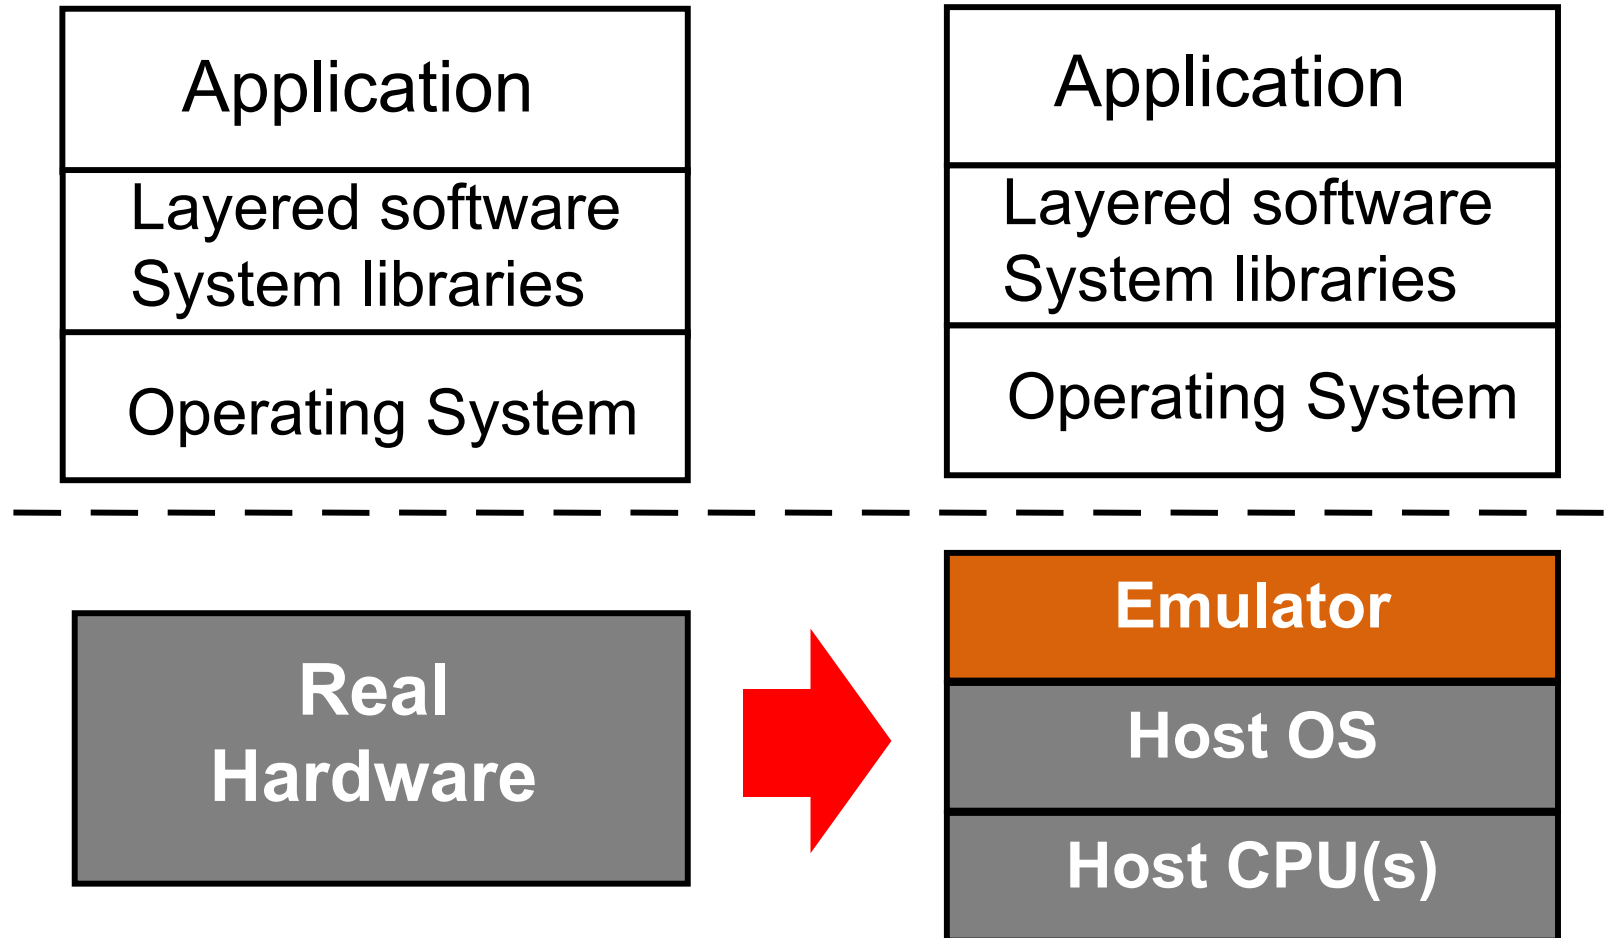 Application
Layered software
System libraries
Operating System
Real
Hardware
Application
Layered software
System libraries
Operating System
Emulator
Host OS
Host CPU(s)